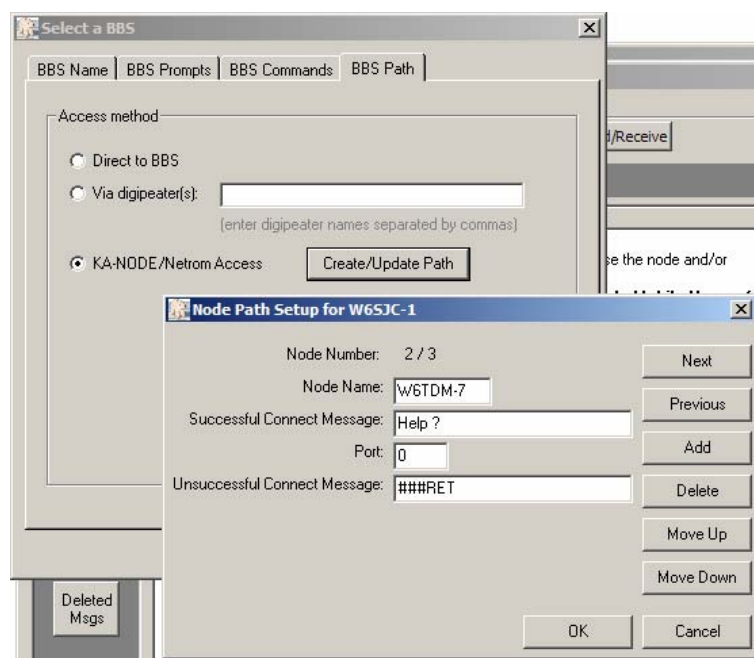 Select a BBS
BBS Name
BBS Prompts
BBS Commands
BBS Path
Access method
Direct to BBS
Via digipeater(s):
(enter digipeater names separated by commas)
KA-NODE/Netrom Access
Create/Update Path
d/Receive
se the node and/or
Node Path Setup for W6SJC-1
Node Number: 2 / 3
Node Name: W6TDM-7
Successful Connect Message: Help ?
Port: 0
Unsuccessful Connect Message: ###RET
Next
Previous
Add
Delete
Move Up
Move Down
OK
Cancel
Deleted
Msgs